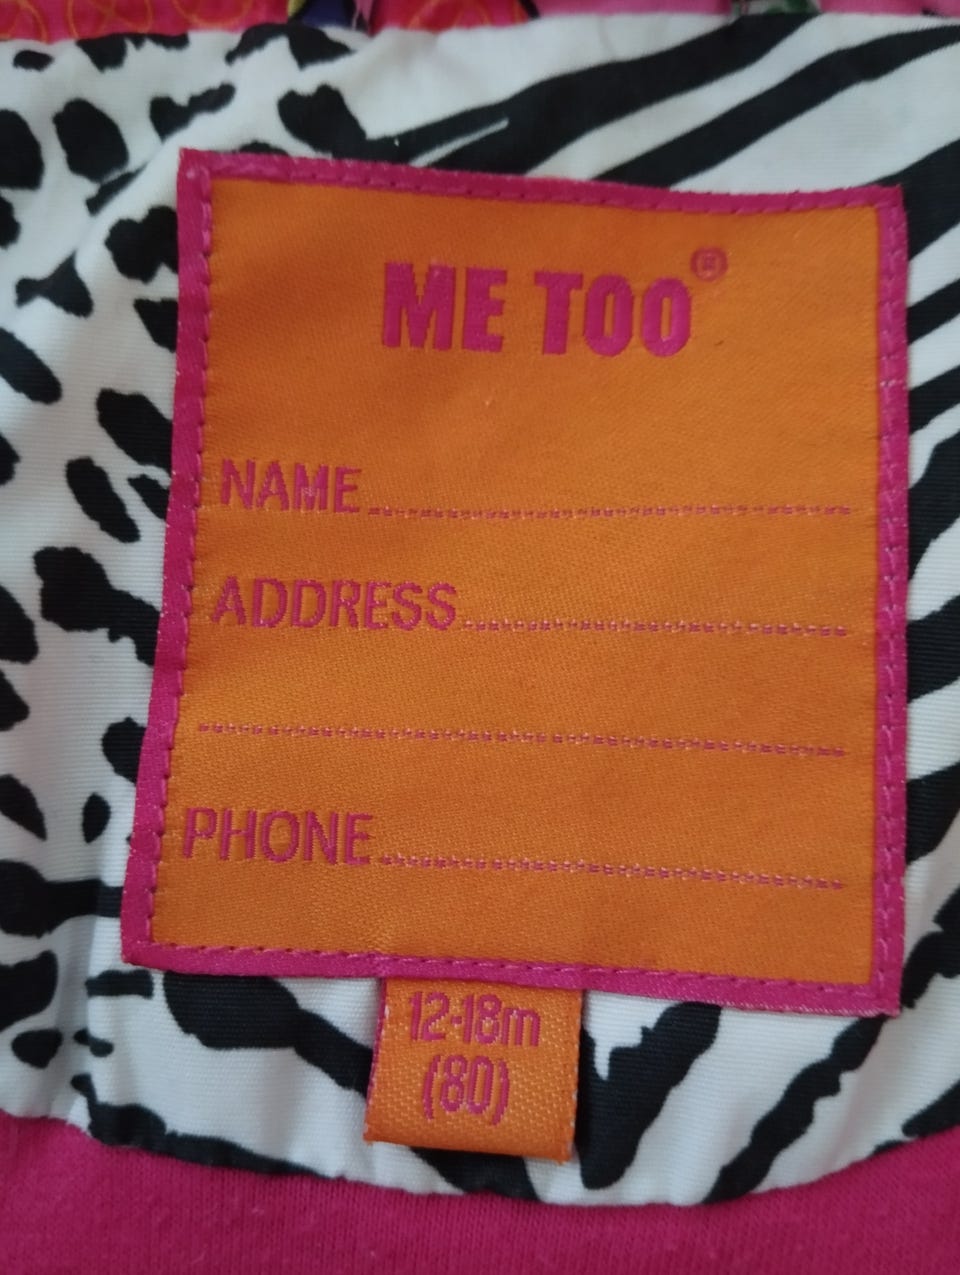 ME TOO®
NAME
ADDRESS
PHONE
12-18m
(80)